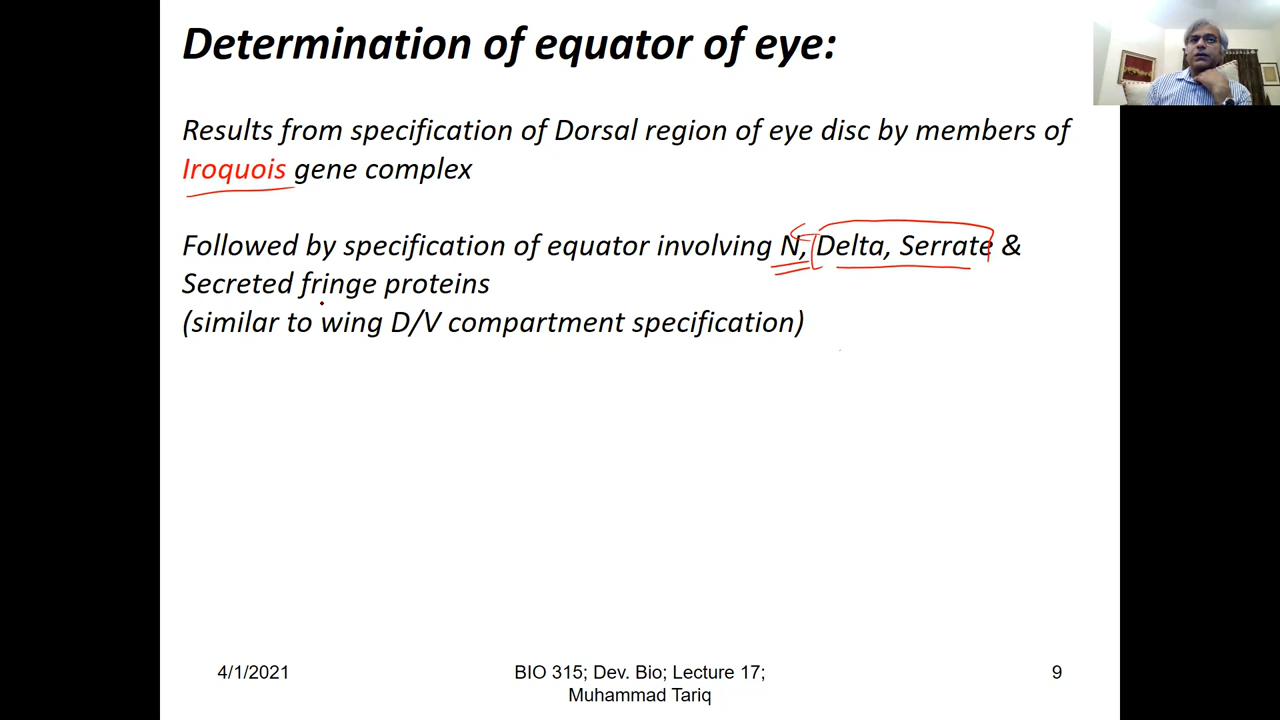 Determination of equator of eye:
Results from specification of Dorsal region of eye disc by members of
Iroquois gene complex
Followed by specification of equator involving N, Delta, Serrate &
Secreted fringe proteins
(similar to wing D/V compartment specification)
4/1/2021
BIO 315; Dev. Bio; Lecture 17;
Muhammad Tariq
9